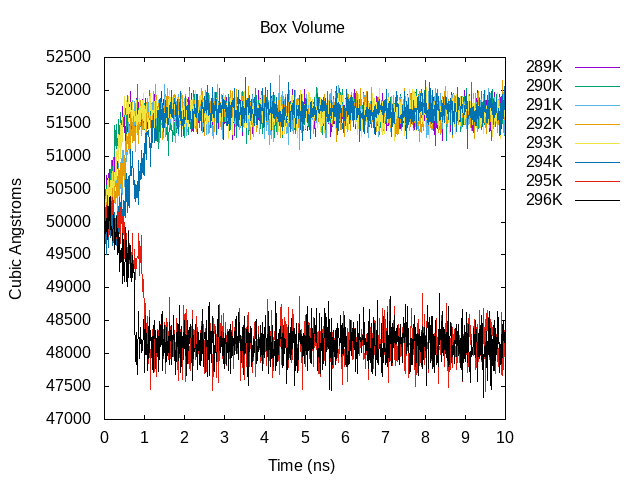 Box Volume
52500
52000
51500
51000
50500
50000
49500
49000
48500
48000
47500
47000
Cubic Angstroms
0 1 2 3 4 5 6 7 8 9 10
Time (ns)
289K
290K
291K
292K
293K
294K
295K
296K